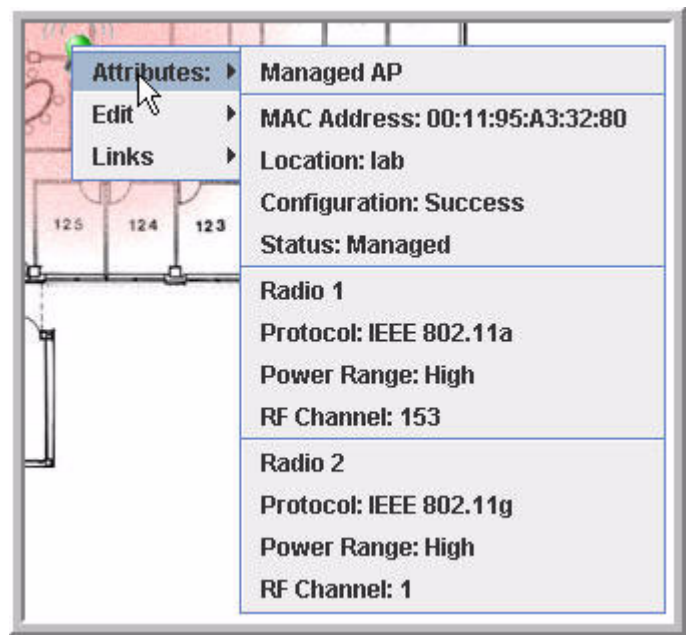 Attributes:
Edit
Links
125
124
123
Managed AP
MAC Address: 00:11:95:A3:32:80
Location: lab
Configuration: Success
Status: Managed
Radio 1
Protocol: IEEE 802.11a
Power Range: High
RF Channel: 153
Radio 2
Protocol: IEEE 802.11g
Power Range: High
RF Channel: 1